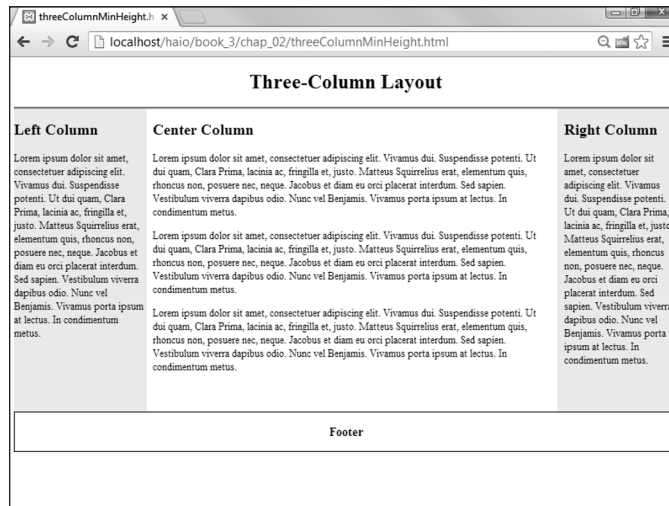 threeColumnMinHeight.h
localhost/haio/book_3/chap_02/threeColumnMinHeight.html
Three-Column Layout
Left Column
Lorem ipsum dolor sit amet,
consectetuer adipiscing elit.
Vivamus dui. Suspendisse
potenti. Ut dui quam, Clara
Prima, lacinia ac, fringilla et,
justo. Matteus Squirrelius erat,
elementum quis, rhoncus non,
posuere nec, neque. Jacobus et
diam eu orci placerat interdum.
Sed sapien. Vestibulum viverra
dapibus odio. Nunc vel
Benjamis. Vivamus porta ipsum
at lectus. In condimentum
metus.
Center Column
Lorem ipsum dolor sit amet, consectetuer adipiscing elit. Vivamus dui. Suspendisse potenti. Ut
dui quam, Clara Prima, lacinia ac, fringilla et, justo. Matteus Squirrelius erat, elementum quis,
rhoncus non, posuere nec, neque. Jacobus et diam eu orci placerat interdum. Sed sapien.
Vestibulum viverra dapibus odio. Nunc vel Benjamis. Vivamus porta ipsum at lectus. In
condimentum metus.
Lorem ipsum dolor sit amet, consectetuer adipiscing elit. Vivamus dui. Suspendisse potenti. Ut
dui quam, Clara Prima, lacinia ac, fringilla et, justo. Matteus Squirrelius erat, elementum quis,
rhoncus non, posuere nec, neque. Jacobus et diam eu orci placerat interdum. Sed sapien.
Vestibulum viverra dapibus odio. Nunc vel Benjamis. Vivamus porta ipsum at lectus. In
condimentum metus.
Lorem ipsum dolor sit amet, consectetuer adipiscing elit. Vivamus dui. Suspendisse potenti. Ut
dui quam, Clara Prima, lacinia ac, fringilla et, justo. Matteus Squirrelius erat, elementum quis,
rhoncus non, posuere nec, neque. Jacobus et diam eu orci placerat interdum. Sed sapien.
Vestibulum viverra dapibus odio. Nunc vel Benjamis. Vivamus porta ipsum at lectus. In
condimentum metus.
Right Column
Lorem ipsum dolor sit
amet, consectetuer
adipiscing elit. Vivamus
dui. Suspendisse potenti.
Ut dui quam, Clara Prima,
lacinia ac, fringilla et, justo
Matteus Squirrelius erat,
elementum quis, rhoncus
non, posuere nec, neque.
Jacobus et diam eu orci
placerat interdum. Sed
sapien. Vestibulum viverra
dapibus odio. Nunc vel
Benjamis. Vivamus porta
ipsum at lectus. In
condimentum metus.
Footer